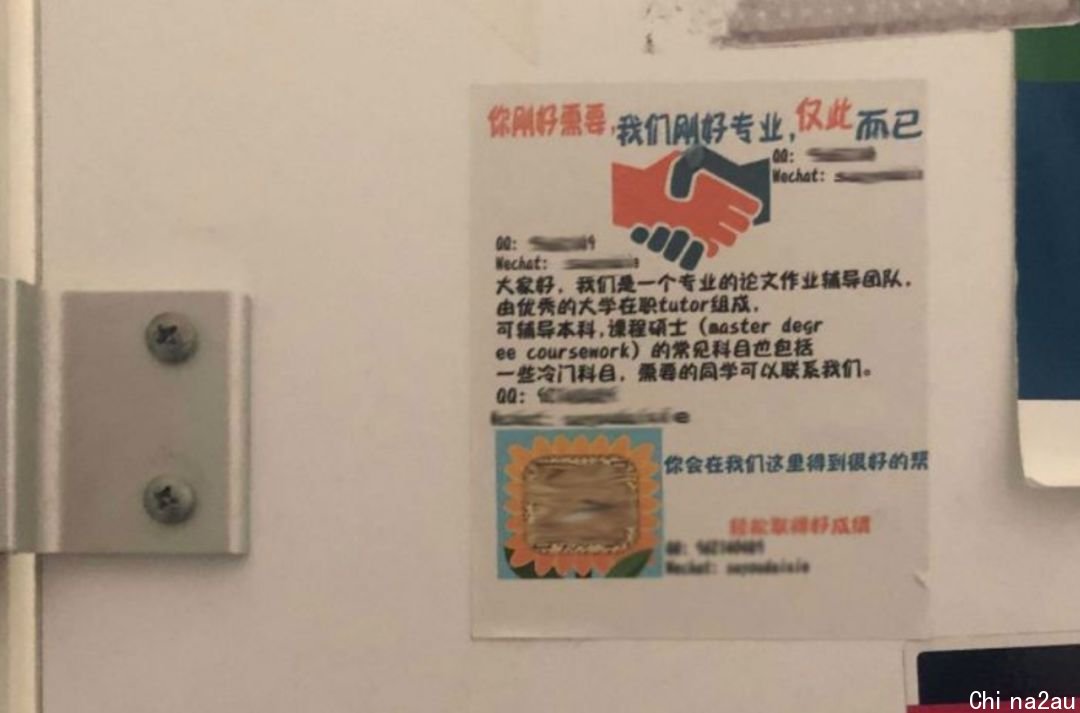 你刚好需要,我们刚好专业,仅此而已
QQ:
Wechat:
QQ:
Wechat:
大家好，我们是一个专业的论文作业辅导团队，
由优秀的大学在职tutor组成，
可辅导本科,课程硕士（master degr
ee coursework）的常见科目也包括
一些冷门科目，需要的同学可以联系我们。
QQ:
你会在我们这里得到很好的帮
轻松取得好成绩
QQ:
Wechat:
Chi na2au